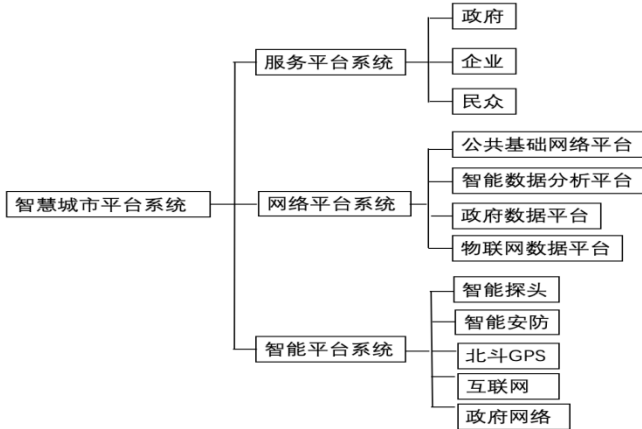 智慧城市平台系统
服务平台系统
政府
企业
民众
网络平台系统
公共基础网络平台
智能数据分析平台
政府数据平台
物联网数据平台
智能平台系统
智能探头
智能安防
北斗GPS
互联网
政府网络